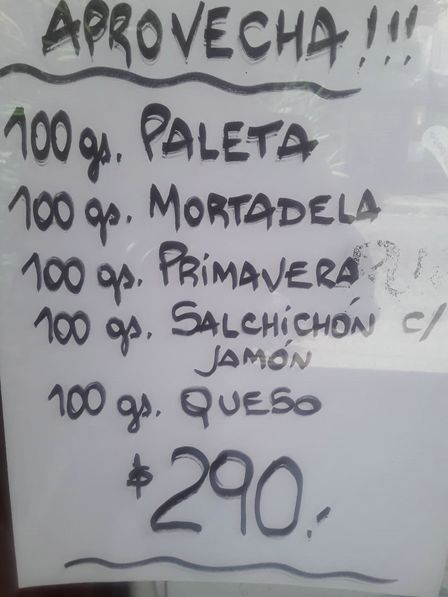 APROVECHA!!!
100 gs. PALETA
100 gs. MORTADELA
100 gs. PRIMAVERA
100 gs. SALCHICHÓN C/
JAMÓN
100 gs. QUESO
$290.-